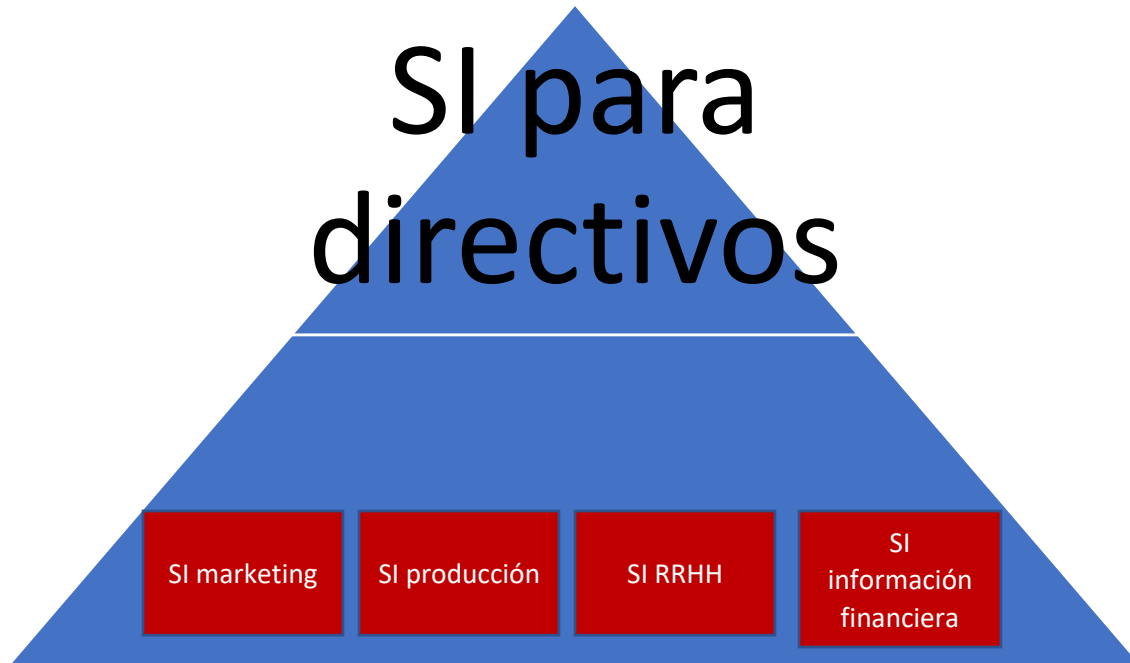 SI para
directivos
SI marketing
SI producción
SI RRHH
SI
información
financiera